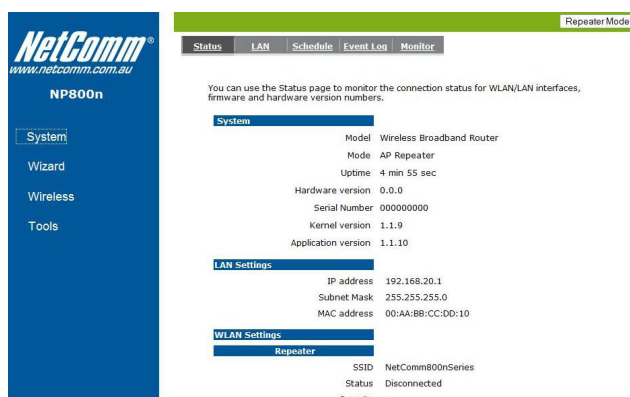 Repeater Mode
NetComm®
www.netcomm.com.au
NP800n
System
Wizard
Wireless
Tools
Status LAN Schedule Event Log Monitor
You can use the Status page to monitor the connection status for WLAN/LAN interfaces,
firmware and hardware version numbers.
System
Model Wireless Broadband Router
Mode AP Repeater
Uptime 4 min 55 sec
Hardware version 0.0.0
Serial Number 000000000
Kernel version 1.1.9
Application version 1.1.10
LAN Settings
IP address 192.168.20.1
Subnet Mask 255.255.255.0
MAC address 00:AA:BB:CC:DD:10
WLAN Settings
Repeater
SSID NetComm800nSeries
Status Disconnected